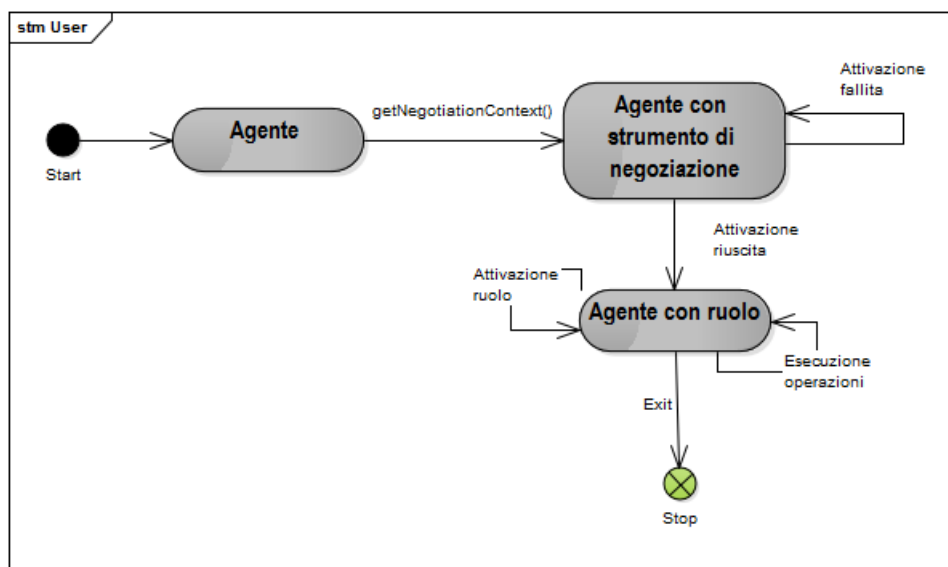 stm User
Start
Agente
getNegotiationContext()
Agente con
strumento di
negoziazione
Attivazione
fallita
Attivazione
riuscita
Attivazione
ruolo
Agente con ruolo
Esecuzione
operazioni
Exit
Stop